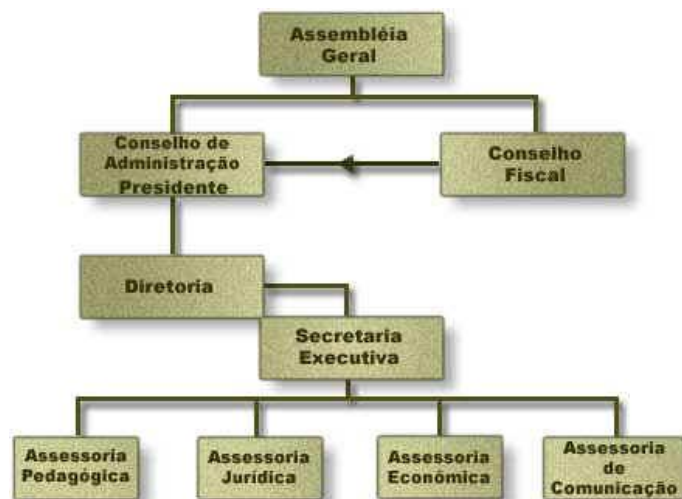 Assembléia
Geral
Conselho de
Administração
Presidente
Conselho
Fiscal
Diretoria
Secretaria
Executiva
Assessoria
Pedagógica
Assessoria
Jurídica
Assessoria
Econômica
Assessoria
de
Comunicação